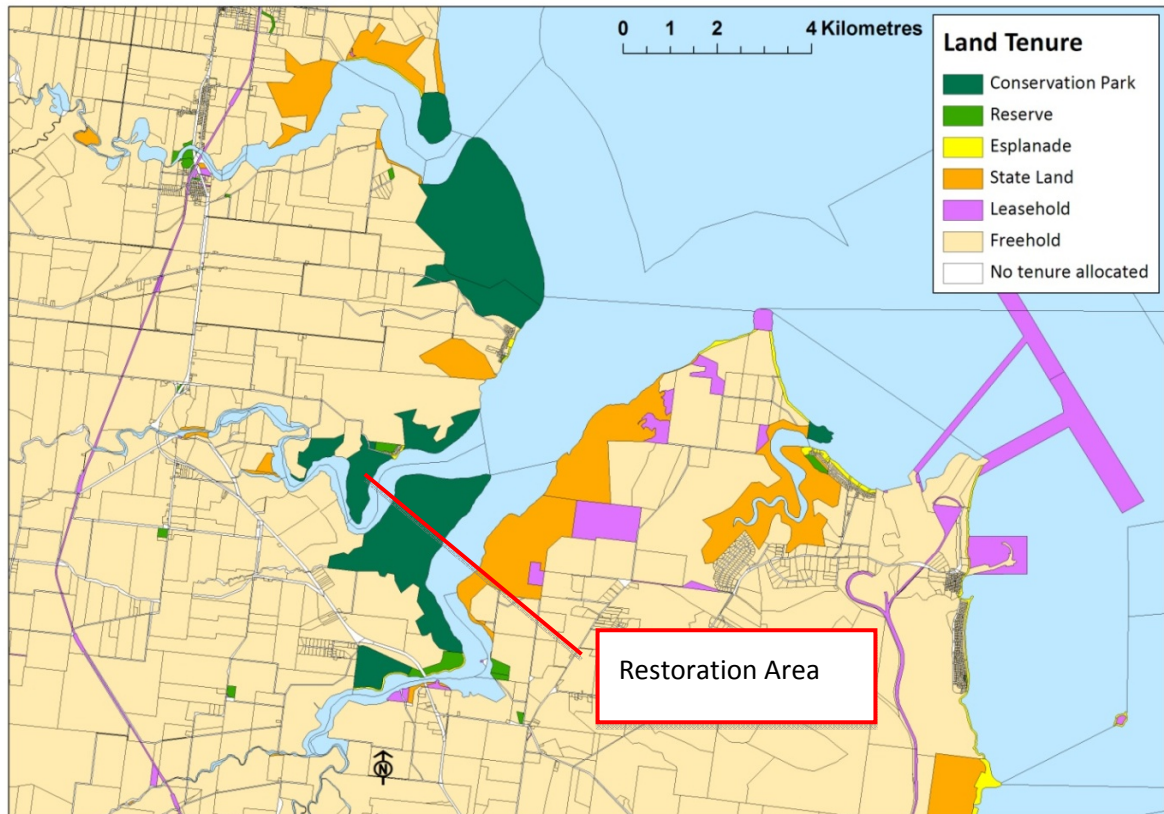 0 1 2 4 Kilometres
Land Tenure
Conservation Park
Reserve
Esplanade
State Land
Leasehold
Freehold
No tenure allocated
Restoration Area
N